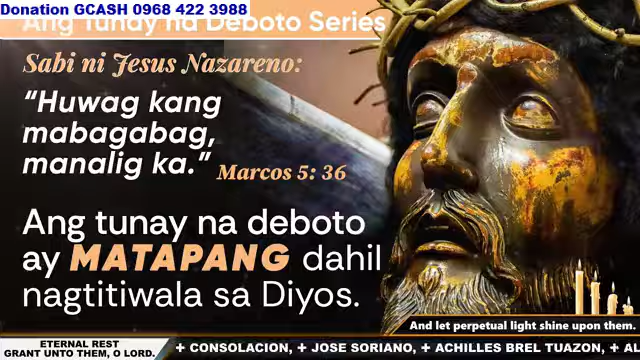 Donation GCASH 0968 422 3988
Ang Tunay na Deboto Series
Sabi ni Jesus Nazareno:
“Huwag kang
mabagabag,
manalig ka.”
Marcos 5: 36
Ang tunay na deboto
ay MATAPANG dahil
nagtitiwala sa Diyos.
And let perpetual light shine upon them.
ETERNAL REST
GRANT UNTO THEM, O LORD.
+ CONSOLACION, + JOSE SORIANO, + ACHILLES BREL TUAZON, + AL